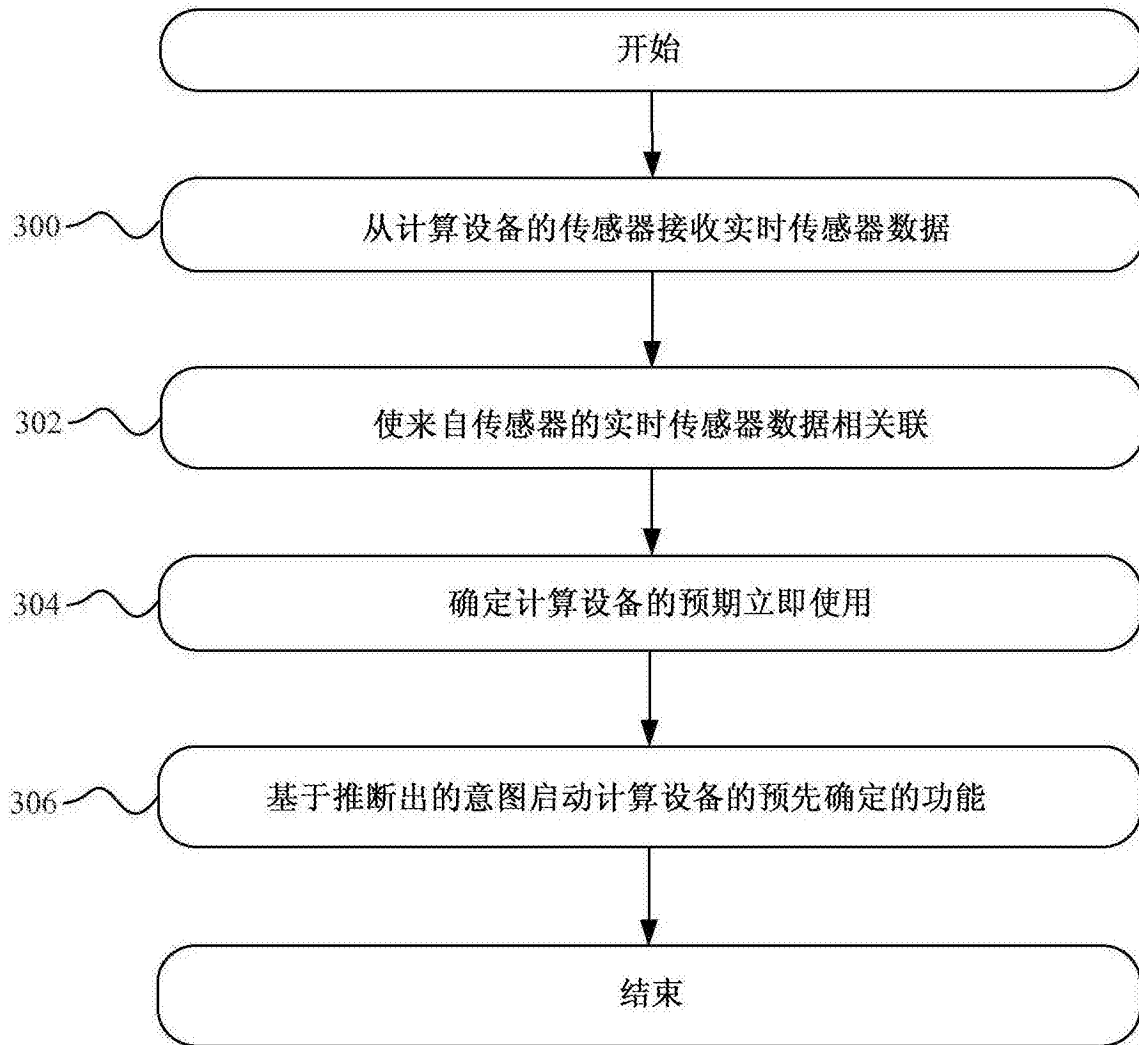 开始
300
从计算设备的传感器接收实时传感器数据
302
使来自传感器的实时传感器数据相关联
304
确定计算设备的预期立即使用
306
基于推断出的意图启动计算设备的预先确定的功能
结束